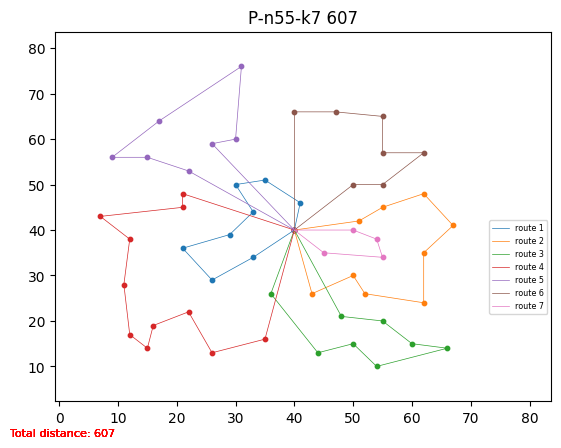 P-n55-k7 607
80
70
60
50
40
30
20
10
0 10 20 30 40 50 60 70 80
route 1
route 2
route 3
route 4
route 5
route 6
route 7
Total distance: 607